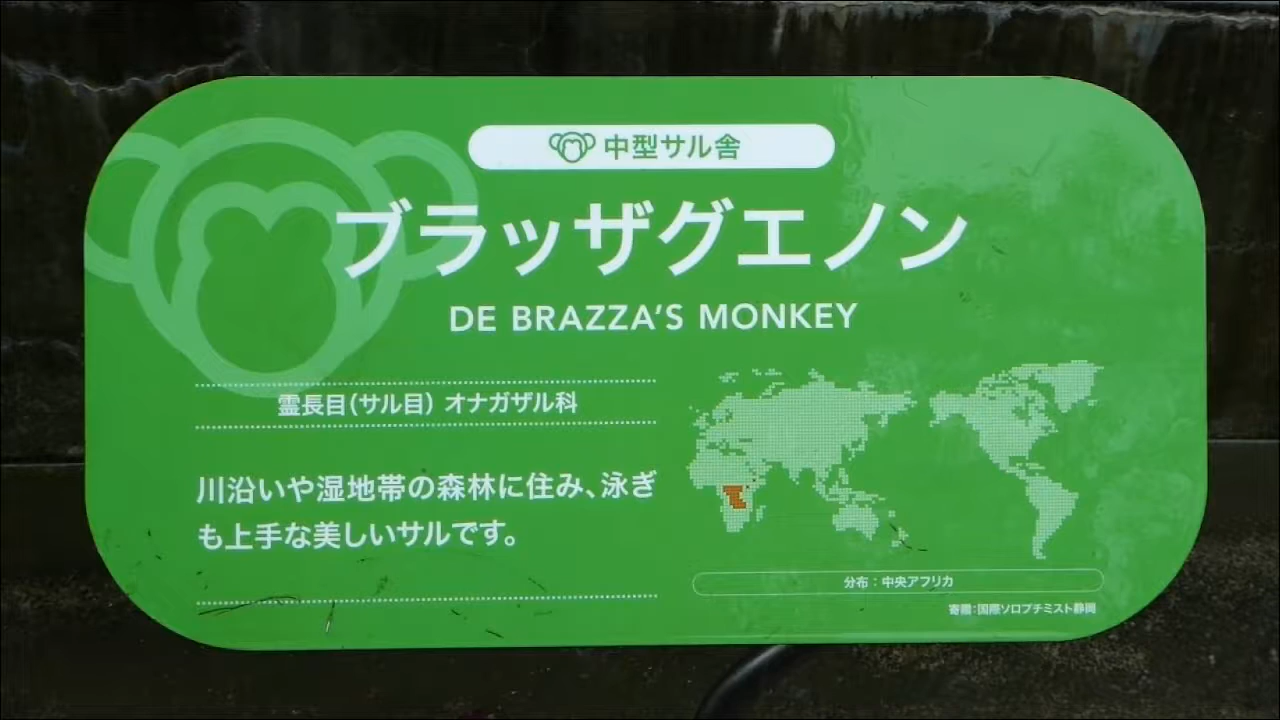 中型サル舎
ブラッザグエノン
DE BRAZZA'S MONKEY
霊長目(サル目) オナガザル科
川沿いや湿地帯の森林に住み、泳ぎ
も上手な美しいサルです。
分布:中央アフリカ
寄贈:国際ソロプチミスト静岡